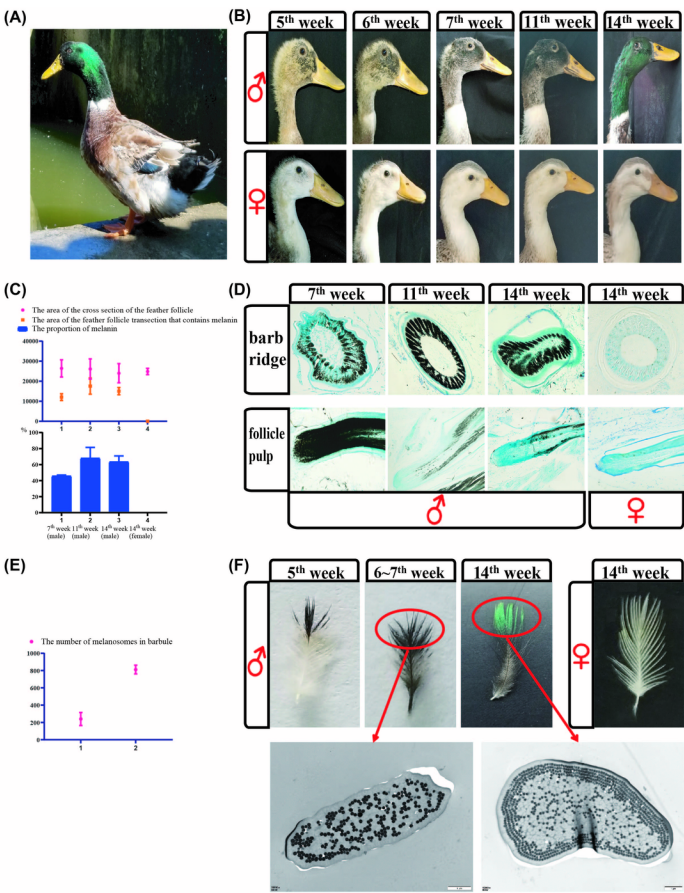 (A)
(B)
5th week
6th week
7th week
11th week
14th week
♂
♀
(C)
The area of the cross section of the feather follicle
The area of the feather follicle transection that contains melanin
The proportion of melanin
40000
30000
20000
10000
0
1 2 3 4
%
80
60
40
20
0
1 2 3 4
7th week (male)
11th week (male)
14th week (male)
14th week (female)
(D)
7th week
11th week
14th week
14th week
barb ridge
follicle pulp
♂
♀
(E)
The number of melanosomes in barbule
1000
800
600
400
200
0
1 2
(F)
5th week
6~7th week
14th week
14th week
♂
♀